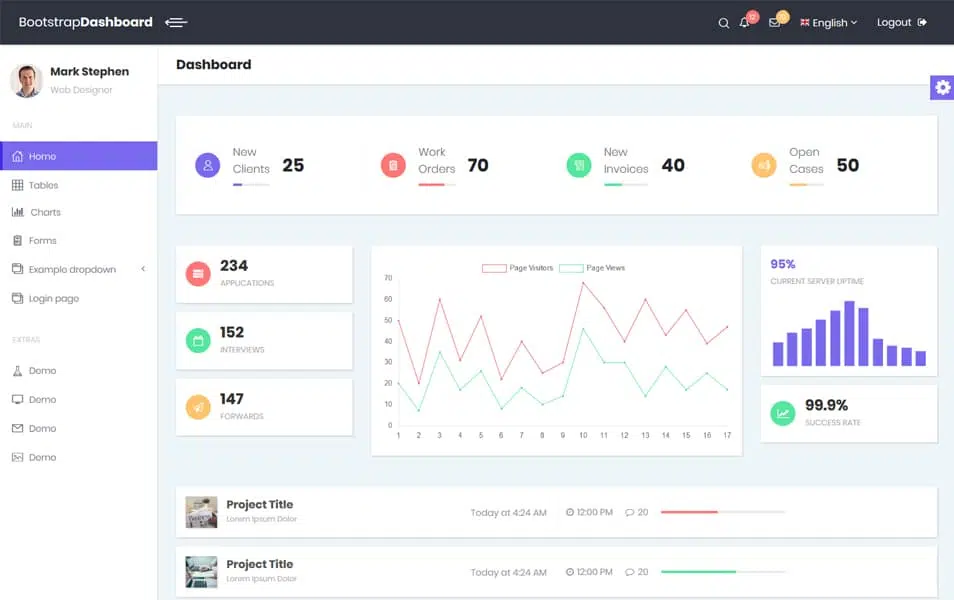 BootstrapDashboard
12
10
English
Logout
Mark Stephen
Web Designer
MAIN
Home
Tables
Charts
Forms
Example dropdown
Login page
EXTRAS
Demo
Demo
Demo
Demo
Dashboard
New
Clients
25
Work
Orders
70
New
Invoices
40
Open
Cases
50
234
APPLICATIONS
152
INTERVIEWS
147
FORWARDS
Page Visitors Page Views
70
60
50
40
30
20
10
0
1 2 3 4 5 6 7 8 9 10 11 12 13 14 15 16 17
95%
CURRENT SERVER UPTIME
99.9%
SUCCESS RATE
Project Title
Lorem Ipsum Dolor
Today at 4:24 AM 12:00 PM 20
Project Title
Lorem Ipsum Dolor
Today at 4:24 AM 12:00 PM 20